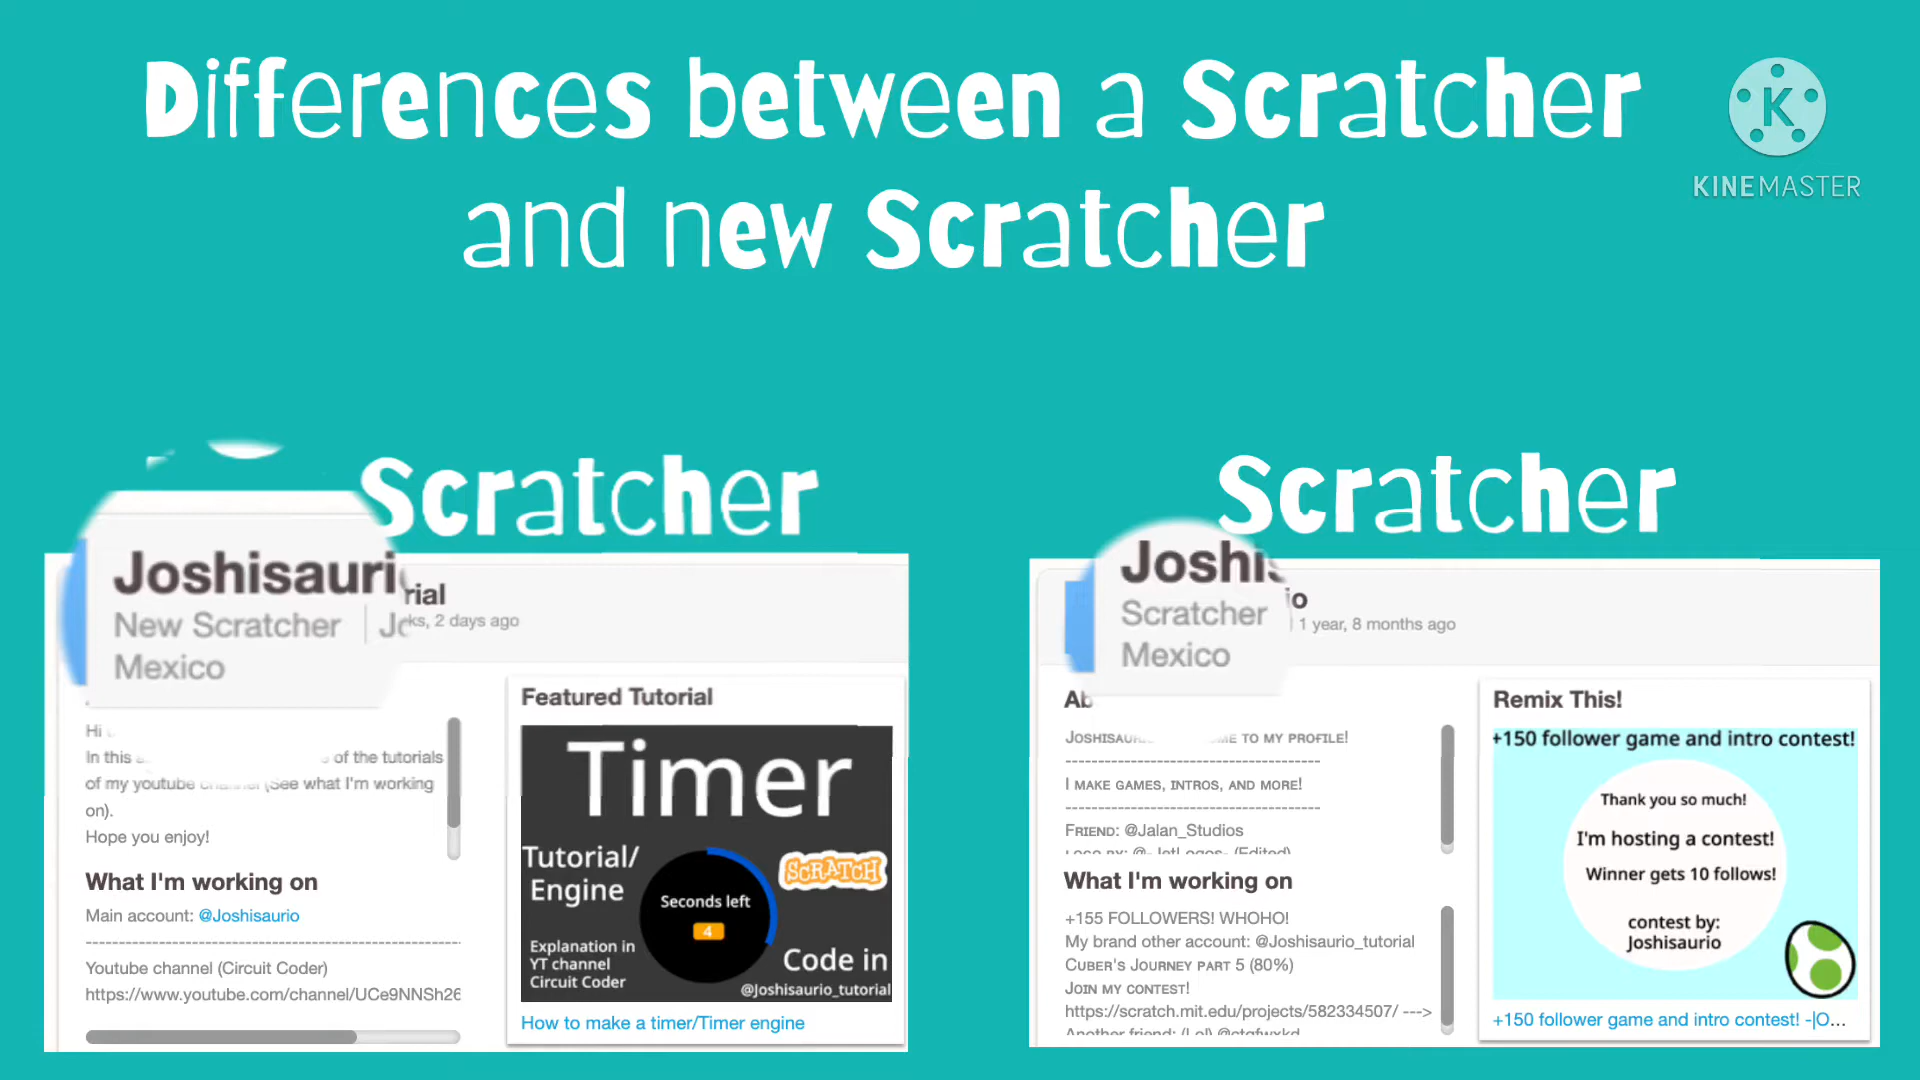 Differences between a Scratcher
and new Scratcher
KINEMASTER
Scratcher
Joshisaurio
rial
New Scratcher
ks, 2 days ago
Mexico
Hi
In this
of the tutorials
of my youtube
(See what I'm working
on).
Hope you enjoy!
What I'm working on
Main account: @Joshisaurio
Youtube channel (Circuit Coder)
https://www.youtube.com/channel/UCe9NNSh26
Featured Tutorial
Timer
Tutorial/
Engine
Seconds left
4
SCRATCH
Explanation in
YT channel
Circuit Coder
Code in
@Joshisaurio_tutorial
How to make a timer/Timer engine
Scratcher
Joshis
io
Scratcher
1 year, 8 months ago
Mexico
Ab
ME TO MY PROFILE!
---------------------------------------
I MAKE GAMES, INTROS, AND MORE!
---------------------------------------
FRIEND: @Jalan_Studios
What I'm working on
+155 FOLLOWERS! WHOHO!
My brand other account: @Joshisaurio_tutorial
CUBER'S JOURNEY PART 5 (80%)
JOIN MY CONTEST!
https://scratch.mit.edu/projects/582334507/ --->
Remix This!
+150 follower game and intro contest!
Thank you so much!
I'm hosting a contest!
Winner gets 10 follows!
contest by:
Joshisaurio
+150 follower game and intro contest! -|O...